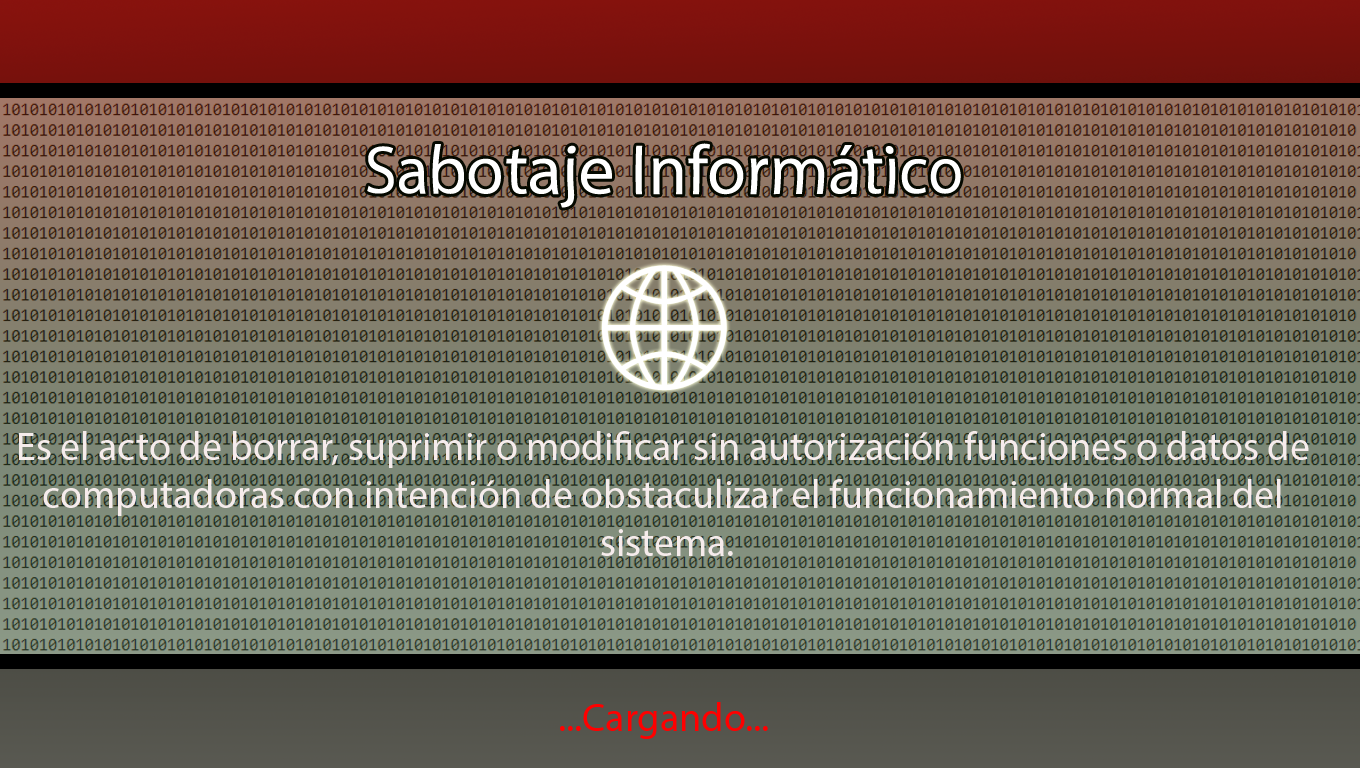 Sabotaje Informático
Es el acto de borrar, suprimir o modificar sin autorización funciones o datos de
computadoras con intención de obstaculizar el funcionamiento normal del
sistema.
...Cargando...